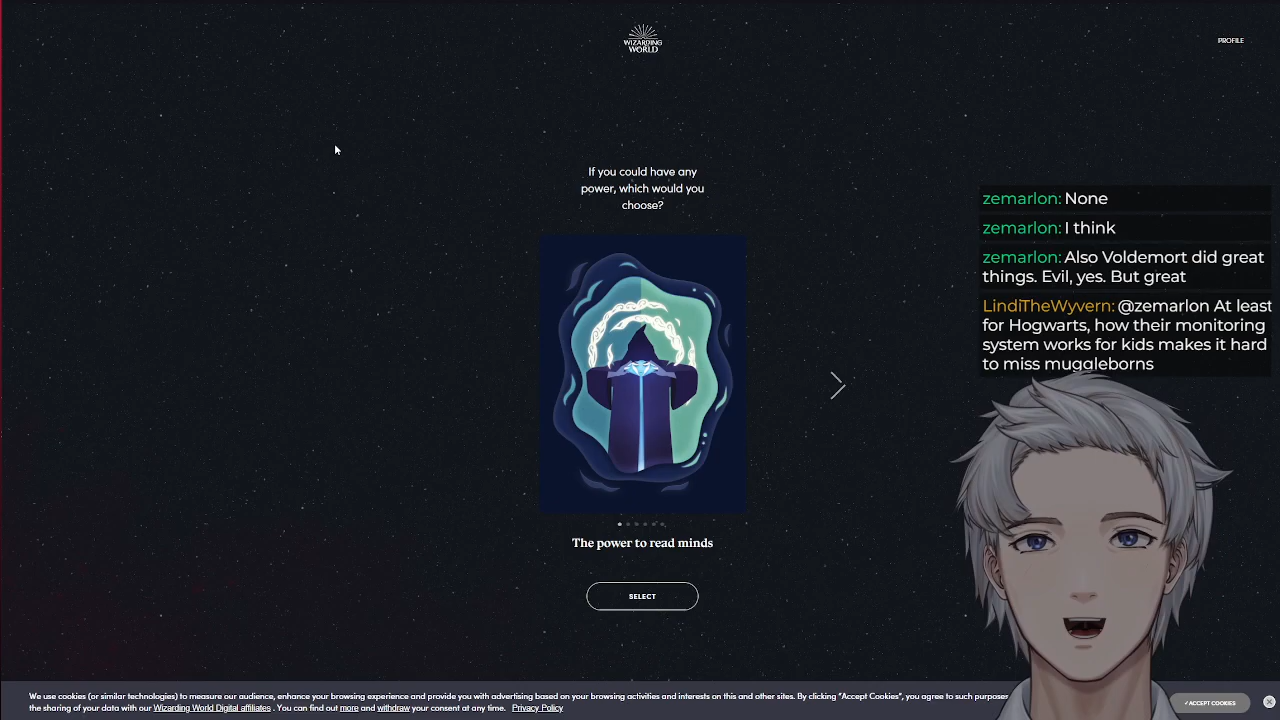 WIZARDING
WORLD
PROFILE
If you could have any
power, which would you
choose?
The power to read minds
SELECT
zemarlon: None
zemarlon: I think
zemarlon: Also Voldemort did great
things. Evil, yes. But great
LindiTheWyvern: @zemarlon At least
for Hogwarts, how their monitoring
system works for kids makes it hard
to miss muggleborns
We use cookies (or similar technologies) to measure our audience, enhance your browsing experience and provide you with advertising based on your browsing activities and interests on this and other sites. By clicking "Accept Cookies", you agree to such purposes
the sharing of your data with our Wizarding World Digital affiliates . You can find out more and withdraw your consent at any time. Privacy Policy
✓ACCEPT COOKIES